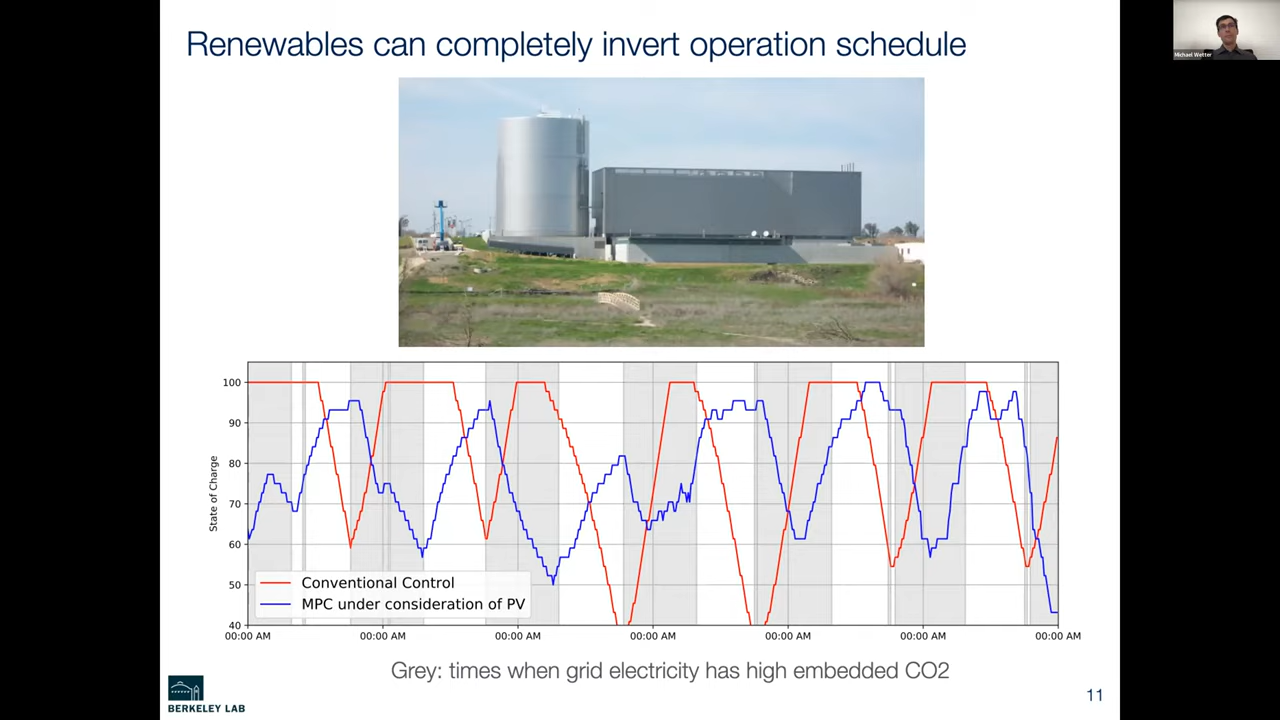 Renewables can completely invert operation schedule
Michael Wetter
100
90
80
70
60
50
40
State of Charge
Conventional Control
MPC under consideration of PV
00:00 AM 00:00 AM 00:00 AM 00:00 AM 00:00 AM 00:00 AM 00:00 AM
Grey: times when grid electricity has high embedded CO2
BERKELEY LAB
11